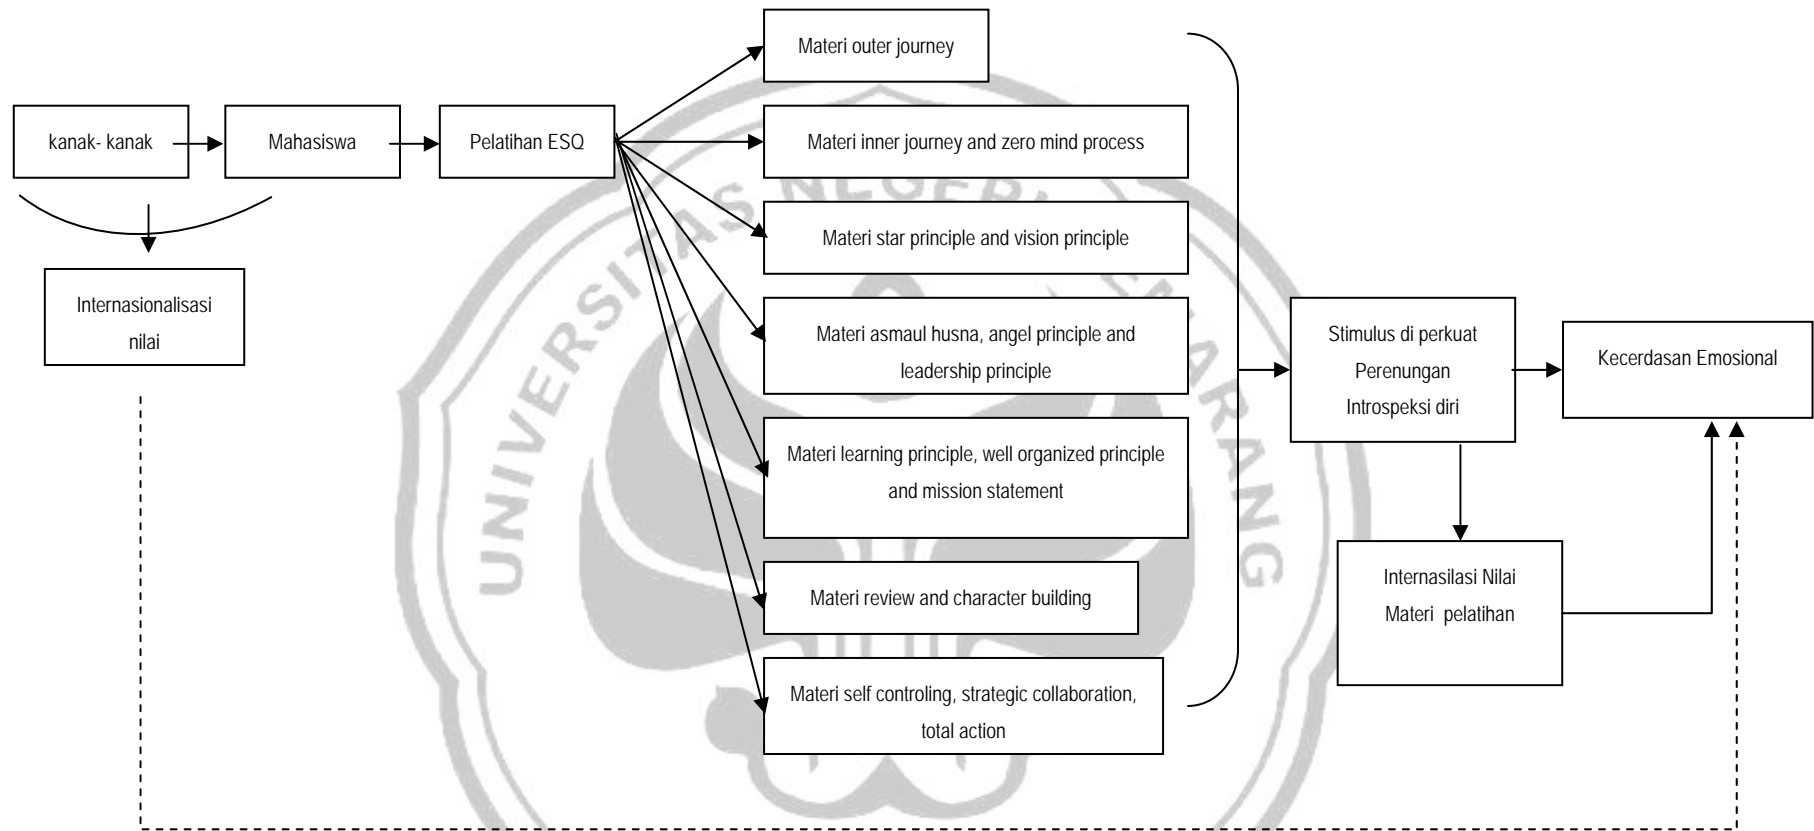 Materi outer journey
kanak- kanak
Mahasiswa
Pelatihan ESQ
Materi inner journey and zero mind process
Materi star principle and vision principle
Internasionalisasi
nilai
Materi asmaul husna, angel principle and
leadership principle
Stimulus di perkuat
Perenungan
Introspeksi diri
Kecerdasan Emosional
Materi learning principle, well organized principle
and mission statement
Materi review and character building
Internasilasi Nilai
Materi pelatihan
Materi self controling, strategic collaboration,
total action
UNIVERSITAS NEGERI